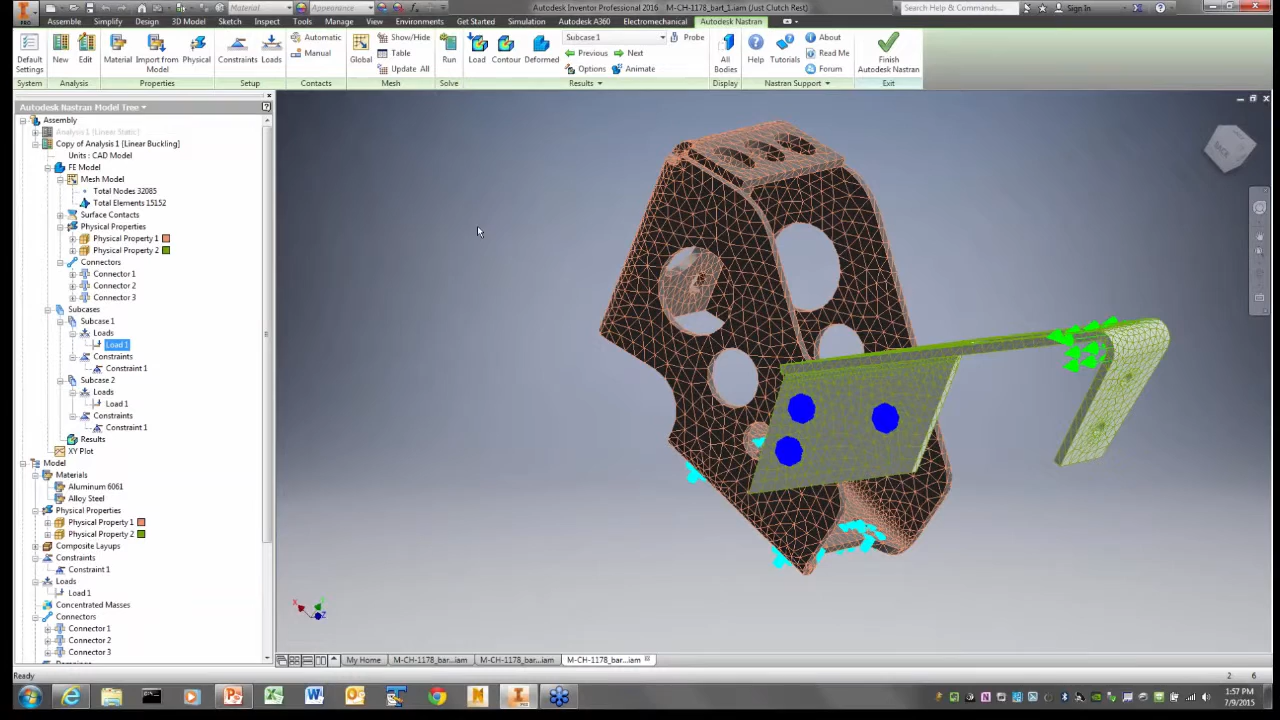 Material
Appearance
Autodesk Inventor Professional 2016 M-CH-1178_bart_1.iam (Just Clutch Rest)
Search Help & Commands...
Sign In
PRO
Assemble Simplify Design 3D Model Sketch Inspect Tools Manage View Environments Get Started Simulation Autodesk A360 Electromechanical Autodesk Nastran
Default Settings
New
Edit
Material
Import from Model
Physical
Constraints
Loads
Automatic
Manual
Global
Show/Hide
Table
Update All
Run
Load
Contour
Deformed
Subcase 1
Probe
Previous
Next
Options
Animate
All Bodies
Help
Tutorials
About
Read Me
Forum
Finish Autodesk Nastran
System Analysis Properties Setup Contacts Mesh Solve Results Display Nastran Support Exit
Autodesk Nastran Model Tree
Assembly
Analysis 1 [Linear Static]
Copy of Analysis 1 [Linear Buckling]
Units : CAD Model
FE Model
Mesh Model
Total Nodes 32085
Total Elements 15152
Surface Contacts
Physical Properties
Physical Property 1
Physical Property 2
Connectors
Connector 1
Connector 2
Connector 3
Subcases
Subcase 1
Loads
Load 1
Constraints
Constraint 1
Subcase 2
Loads
Load 1
Constraints
Constraint 1
Results
XY Plot
Model
Materials
Aluminum 6061
Alloy Steel
Physical Properties
Physical Property 1
Physical Property 2
Composite Layups
Constraints
Constraint 1
Loads
Load 1
Concentrated Masses
Connectors
Connector 1
Connector 2
Connector 3
BACK
X
Y
Z
My Home M-CH-1178_bar...iam M-CH-1178_bar...iam M-CH-1178_bar...iam
Ready
2 6
1:57 PM
7/9/2015